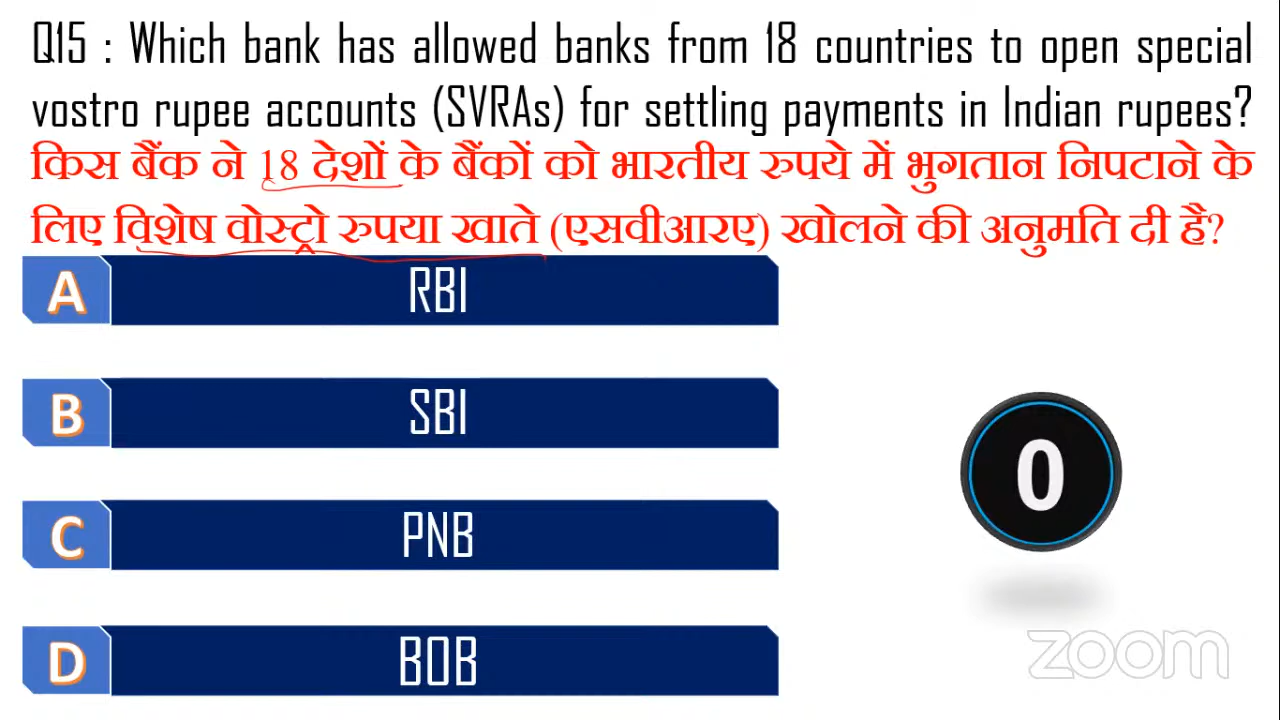 Q15 : Which bank has allowed banks from 18 countries to open special
vostro rupee accounts (SVRAs) for settling payments in Indian rupees?
किस बैंक ने 18 देशों के बैंकों को भारतीय रुपये में भुगतान निपटाने के
लिए विशेष वोस्ट्रो रुपया खाते (एसवीआरए) खोलने की अनुमति दी है?
A RBI
B SBI
C PNB
0
D BOB
zoom